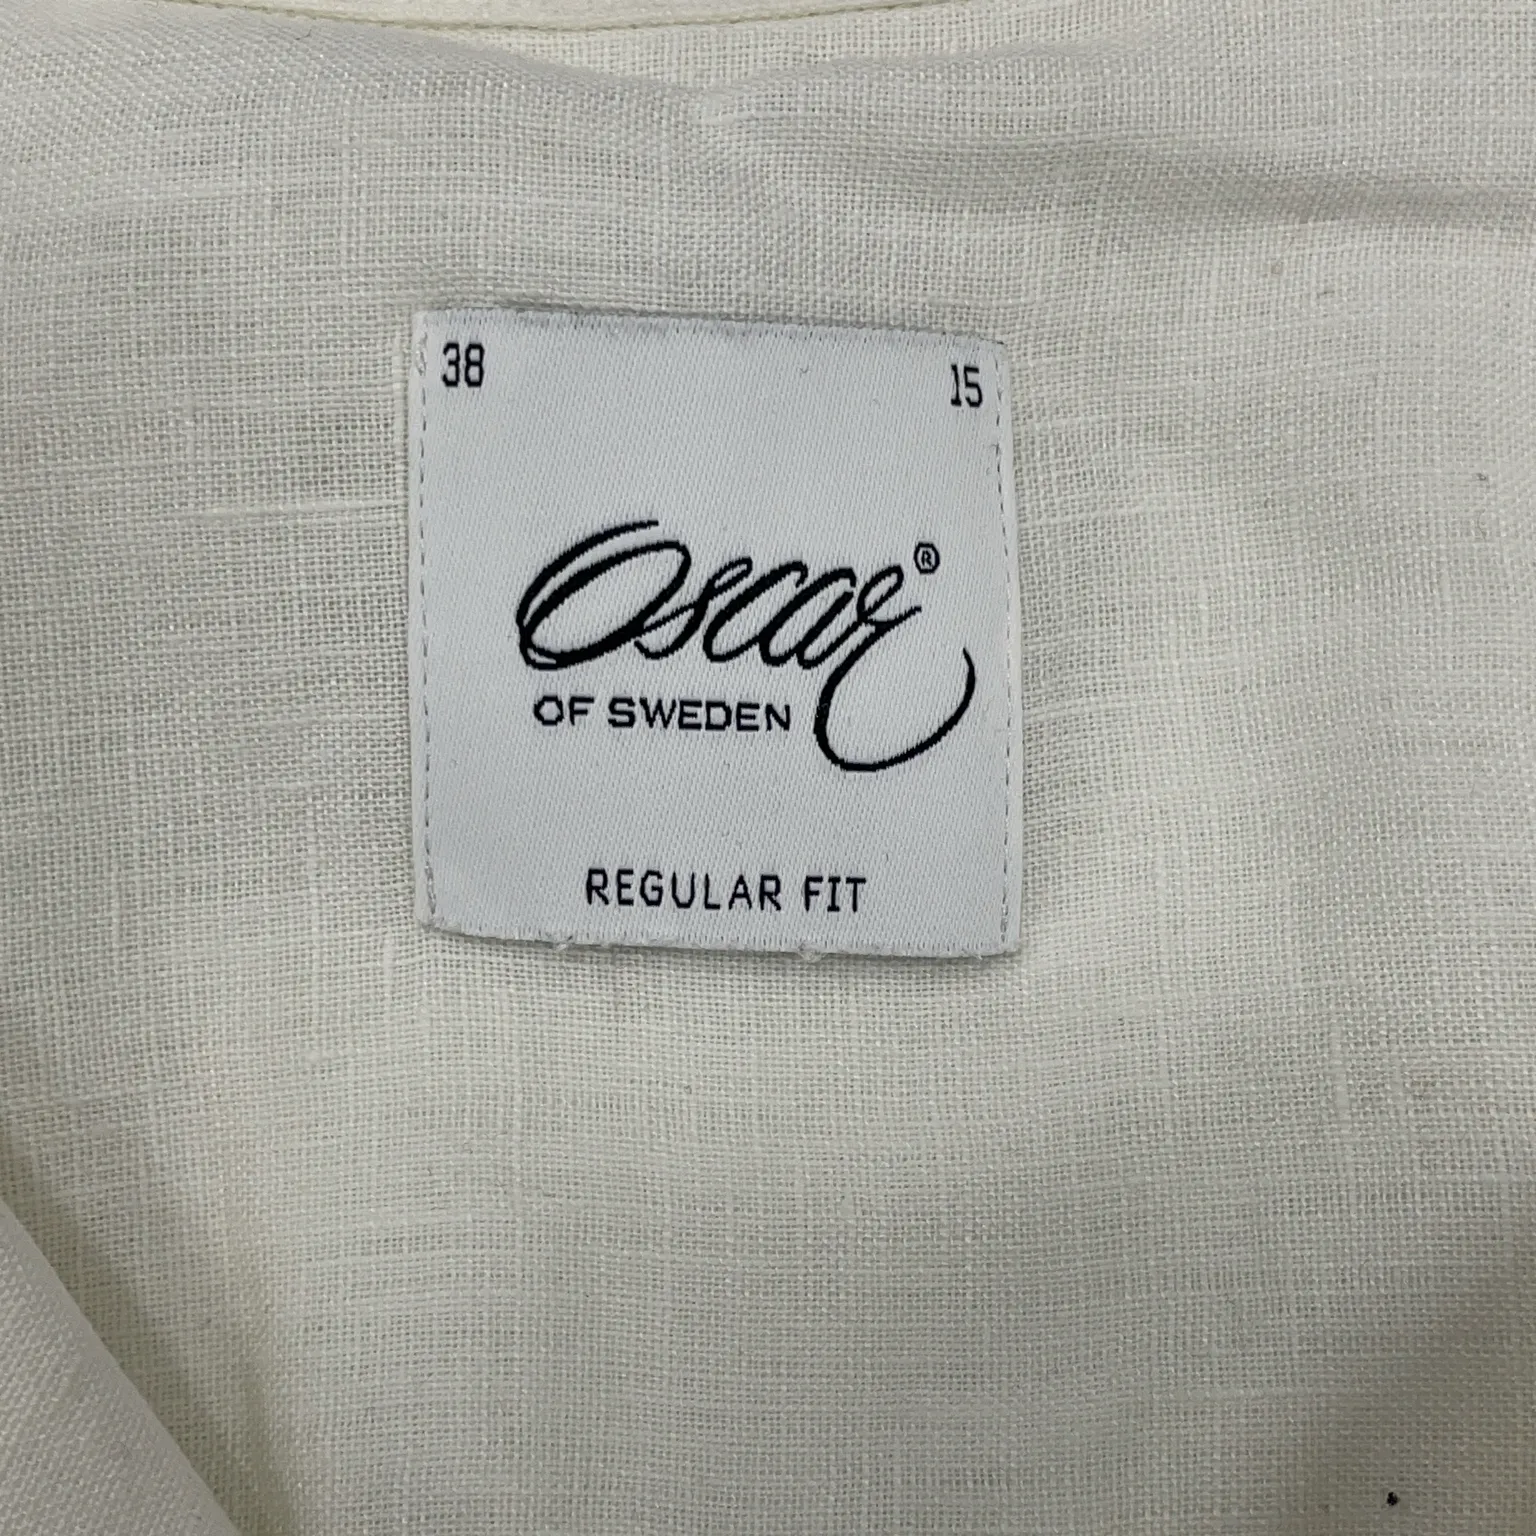 38 15
Oscar®
OF SWEDEN
REGULAR FIT